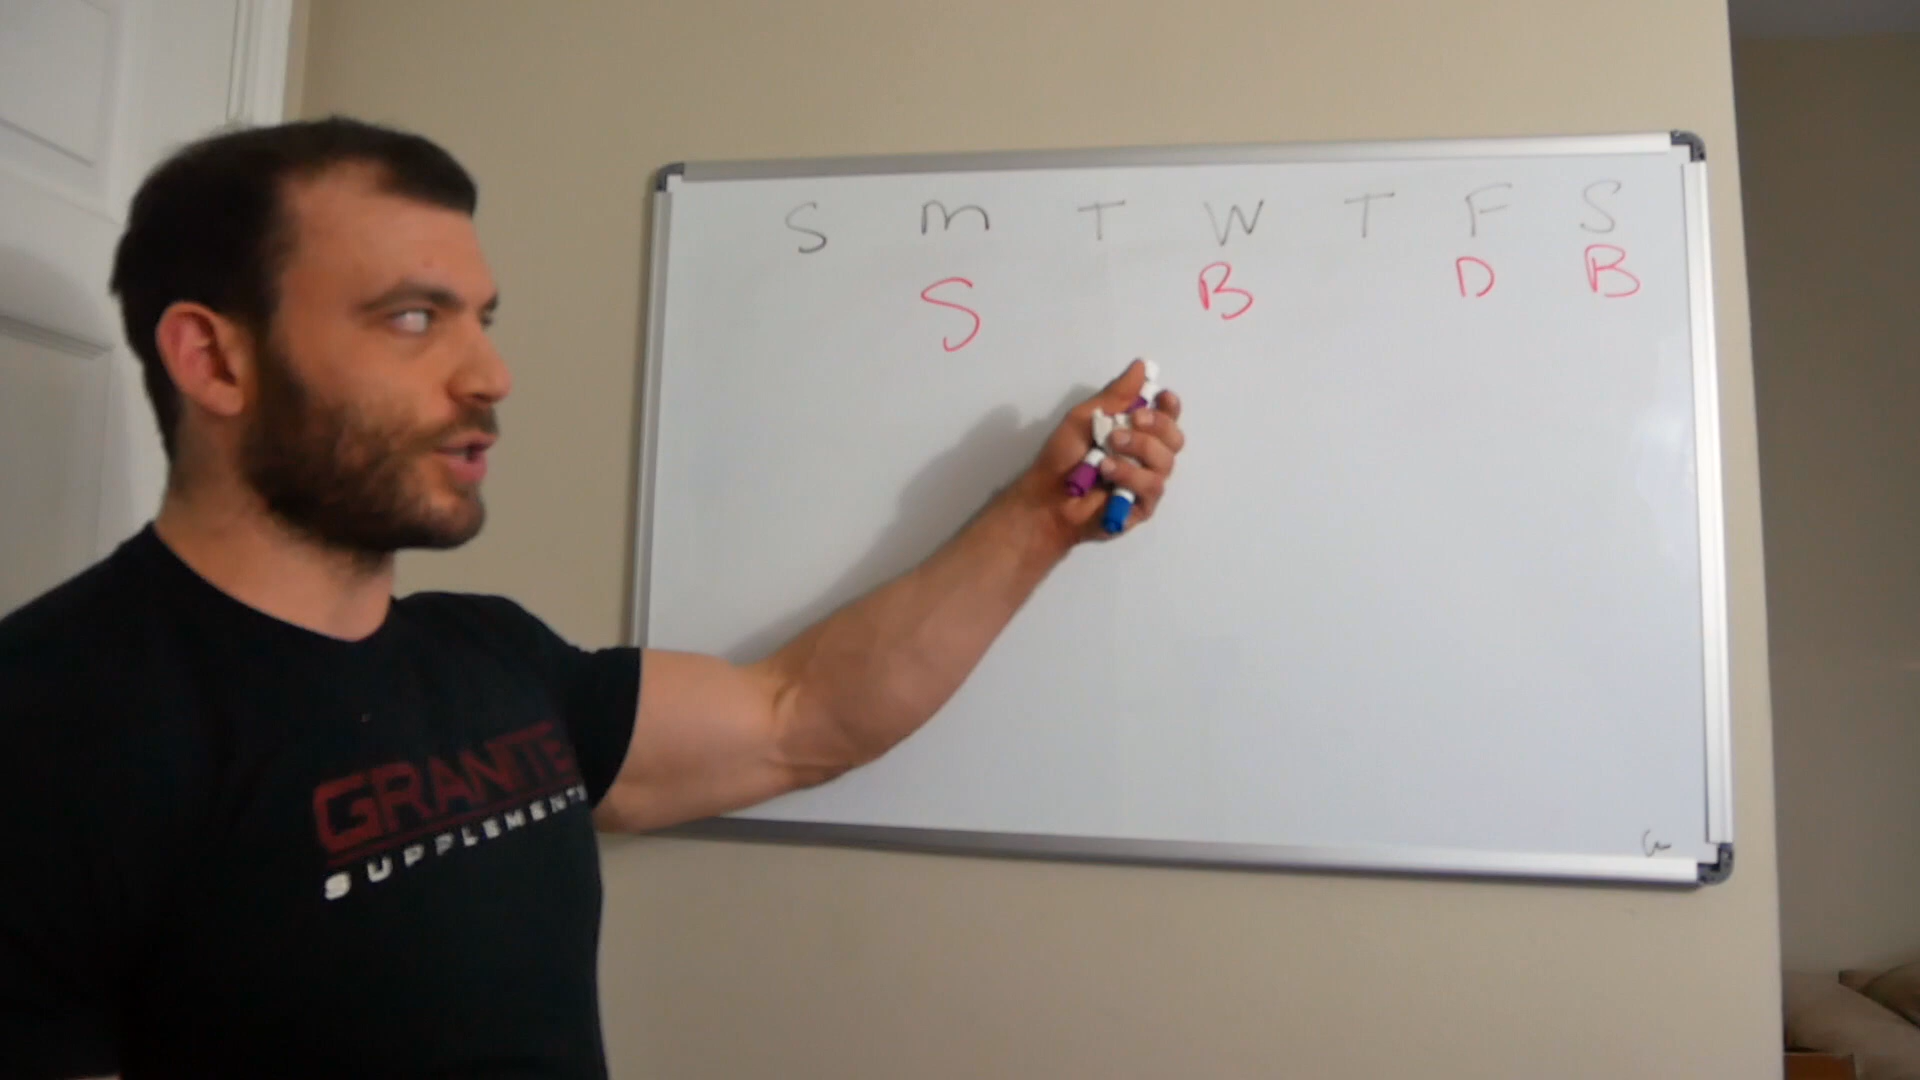 S m T W T F S
S B D B
GRANITE
SUPPLEMENTS